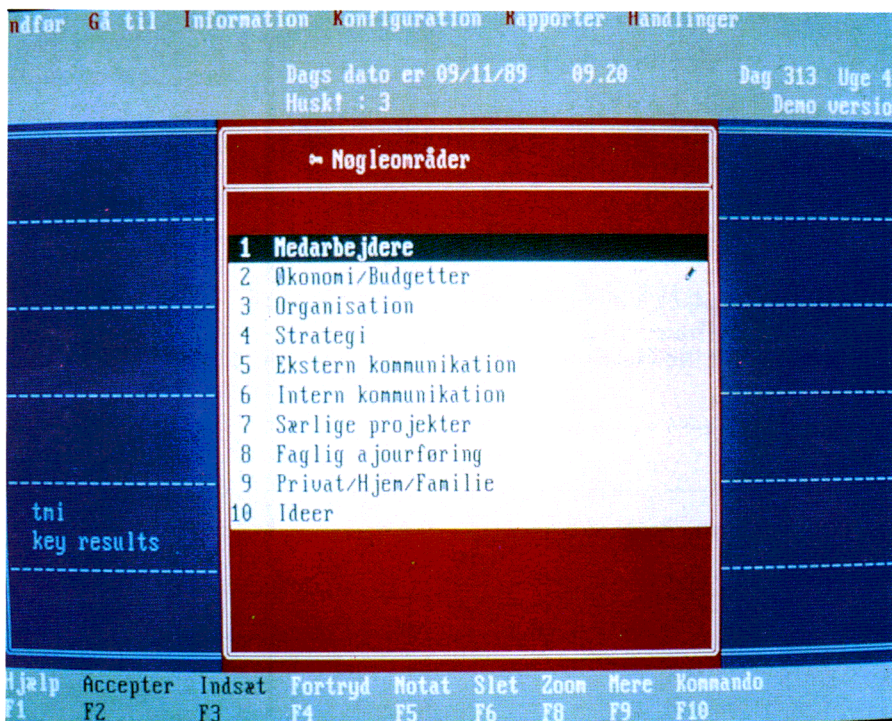 ndfør Gå til Information Konfiguration Rapporter Handlinger
Dags dato er 09/11/89 09.20 Dag 313 Uge 4
Husk! : 3 Demo versio
Nøgleområder
1 Medarbejdere
2 Økonomi/Budgetter
3 Organisation
4 Strategi
5 Ekstern kommunikation
6 Intern kommunikation
7 Særlige projekter
8 Faglig ajourføring
9 Privat/Hjem/Familie
10 Ideer
tmi
key results
Hjælp Accepter Indsæt Fortryd Notat Slet Zoom Mere Kommando
F1 F2 F3 F4 F5 F6 F8 F9 F10